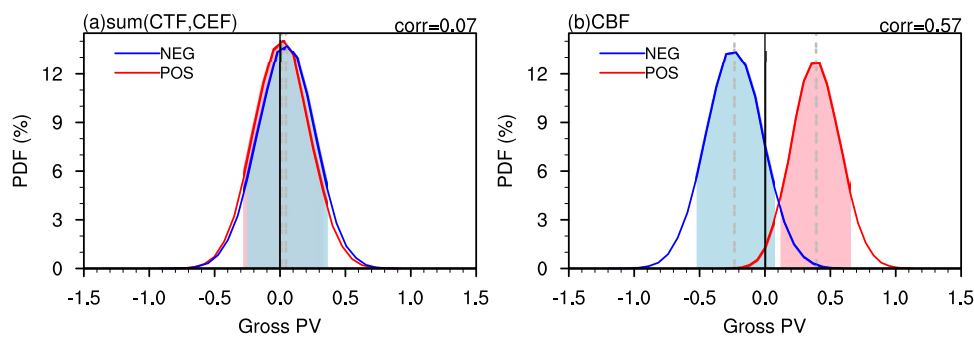 (a)sum(CTF,CEF) corr=0.07
NEG
POS
PDF (%)
12
9
6
3
0
-1.5 -1.0 -0.5 0.0 0.5 1.0 1.5
Gross PV
(b)CBF corr=0.57
NEG
POS
PDF (%)
12
9
6
3
0
-1.5 -1.0 -0.5 0.0 0.5 1.0 1.5
Gross PV